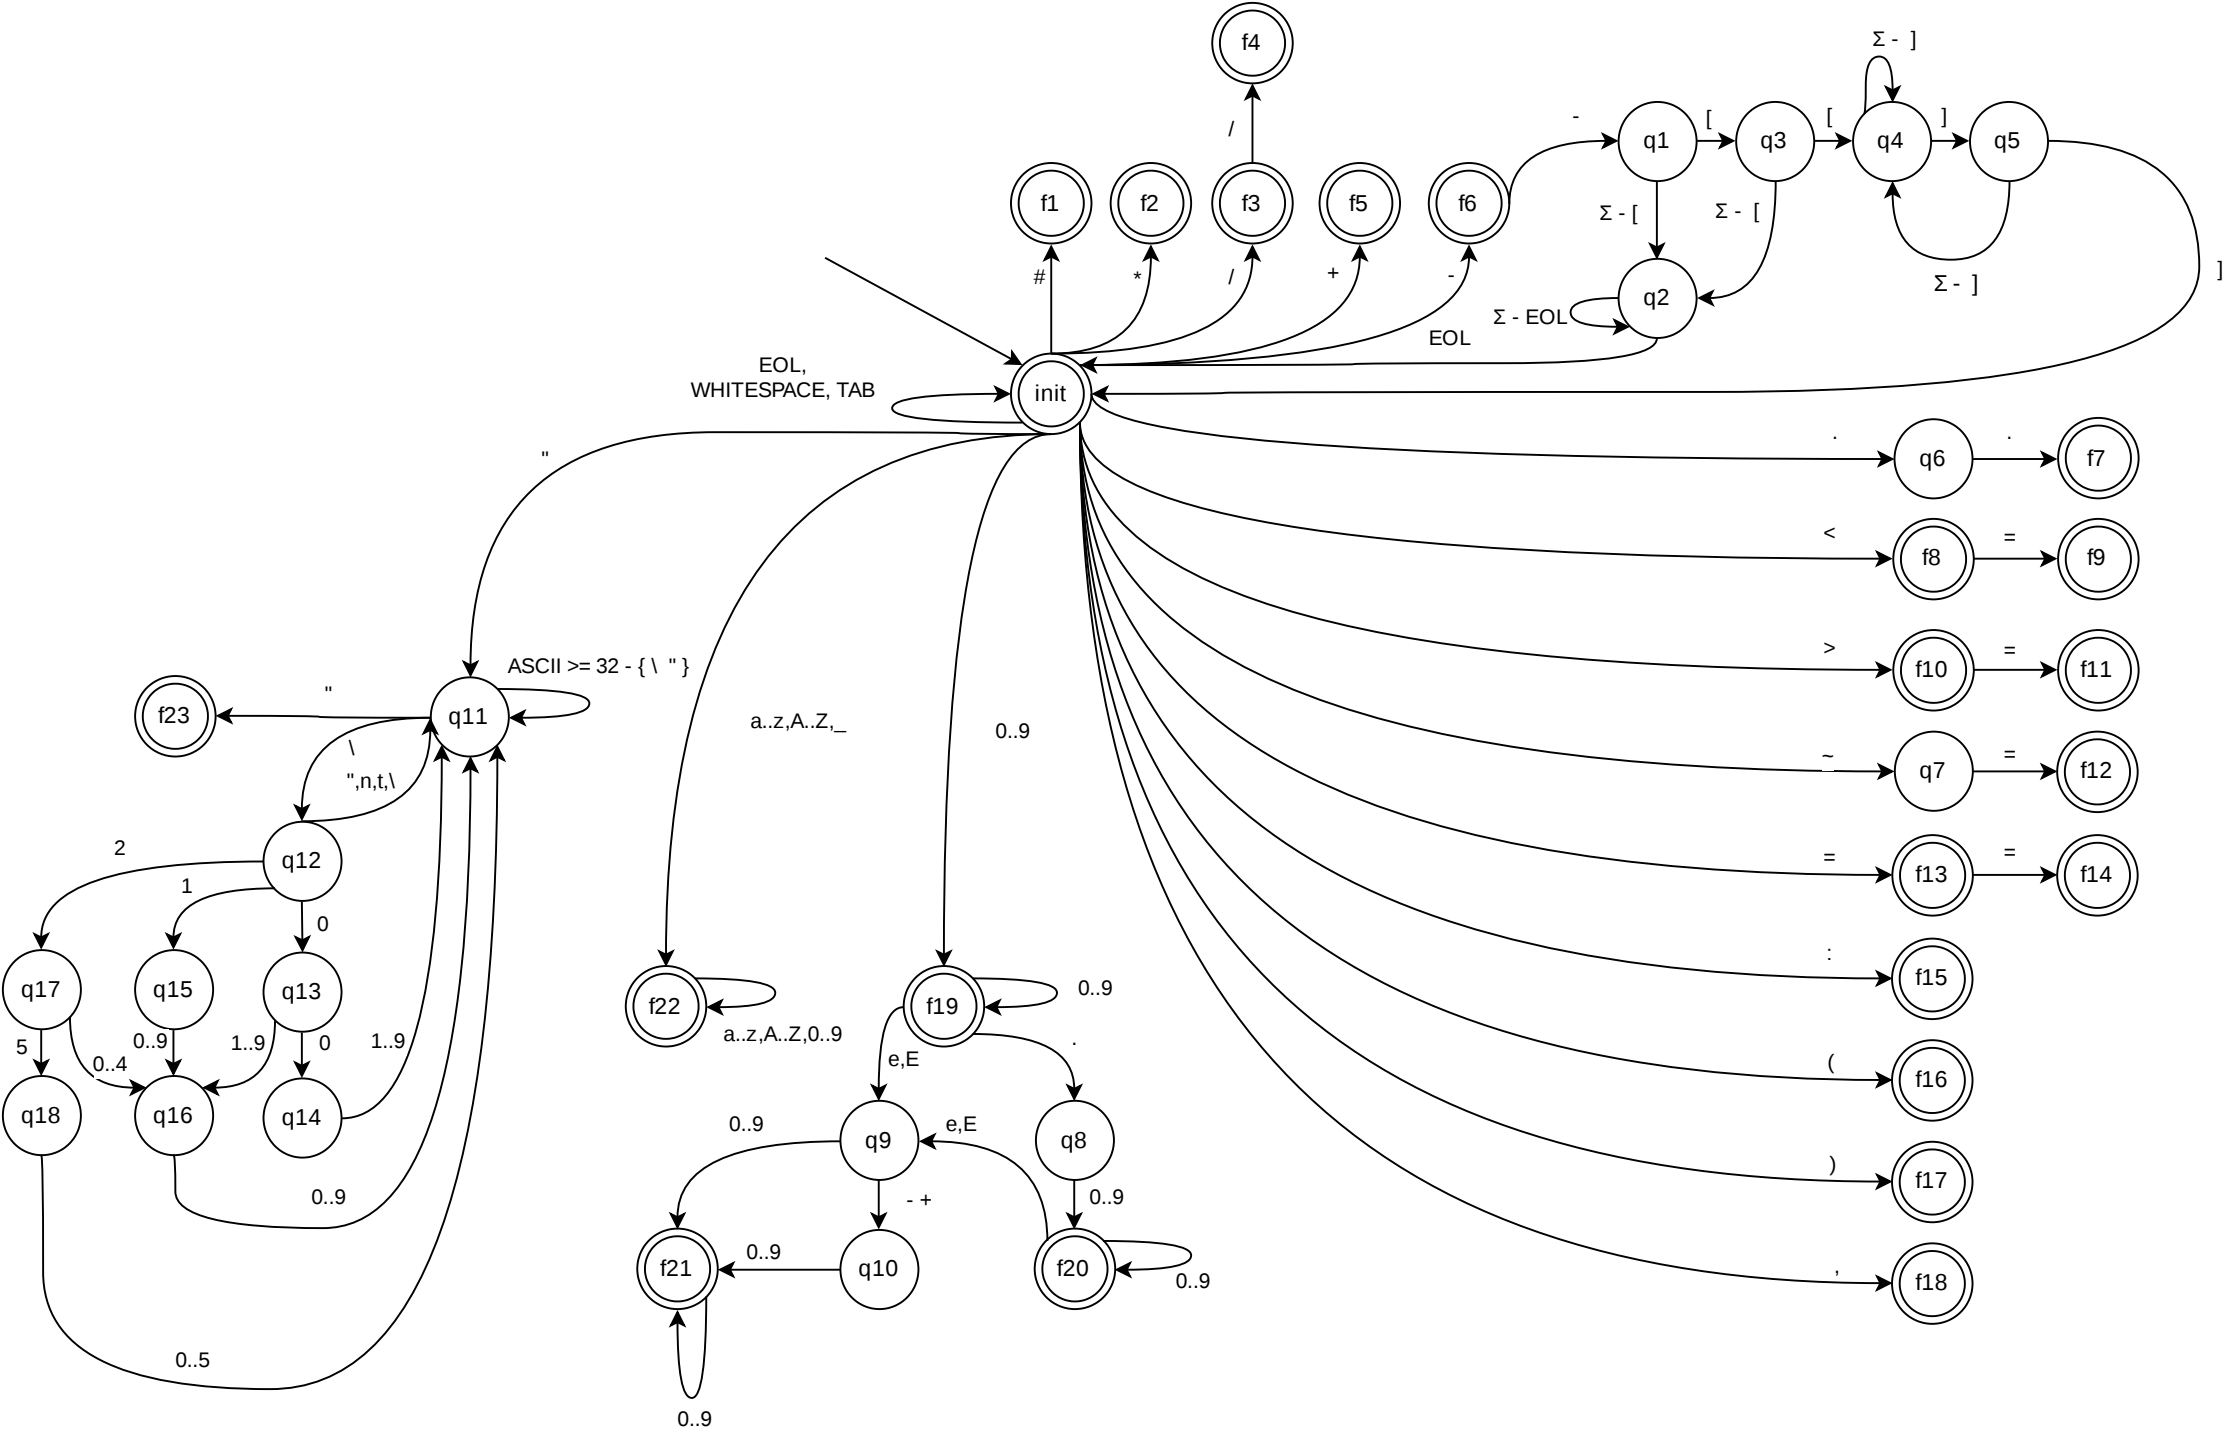 f4
Σ - ]
/
-
[
[
]
q1
q3
q4
q5
f1
f2
f3
f5
f6
Σ - [
Σ - [
#
*
/
+
-
]
Σ - ]
q2
Σ - EOL
EOL
EOL,
WHITESPACE, TAB
init
"
.
.
q6
f7
<
=
f8
f9
ASCII >= 32 - { \ " }
>
=
f10
f11
"
f23
q11
a..z,A..Z,_
0..9
\
",n,t,\
~
=
q7
f12
2
q12
1
0
=
=
f13
f14
q17
q15
q13
f22
f19
0..9
:
f15
a..z,A..Z,0..9
5
0..4
0..9
1..9
0
1..9
e,E
.
(
f16
q18
q16
q14
0..9
e,E
q9
q8
)
f17
0..9
- +
0..9
0..9
f21
q10
f20
0..9
,
f18
0..5
0..9